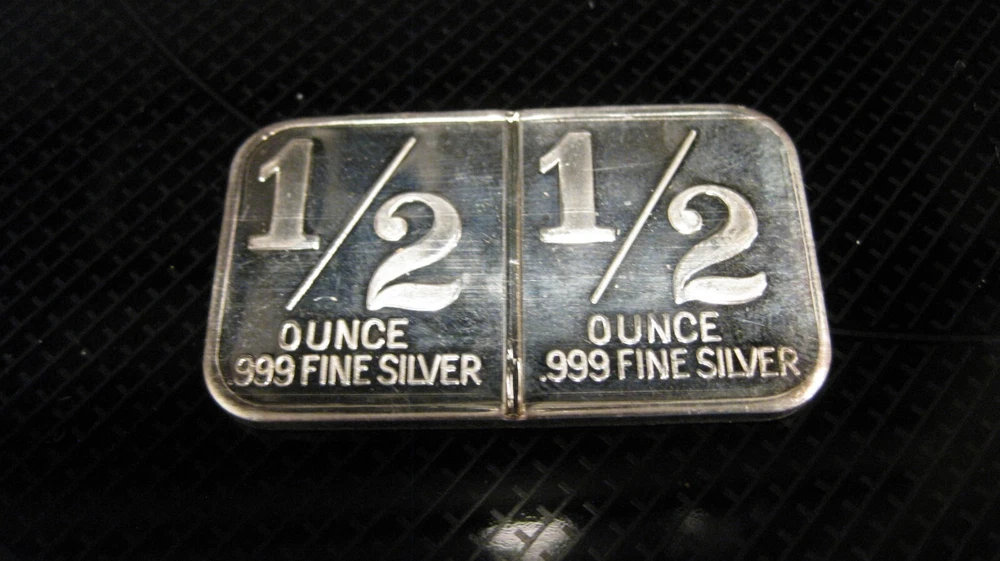 1/2 1/2
OUNCE OUNCE
.999 FINE SILVER .999 FINE SILVER